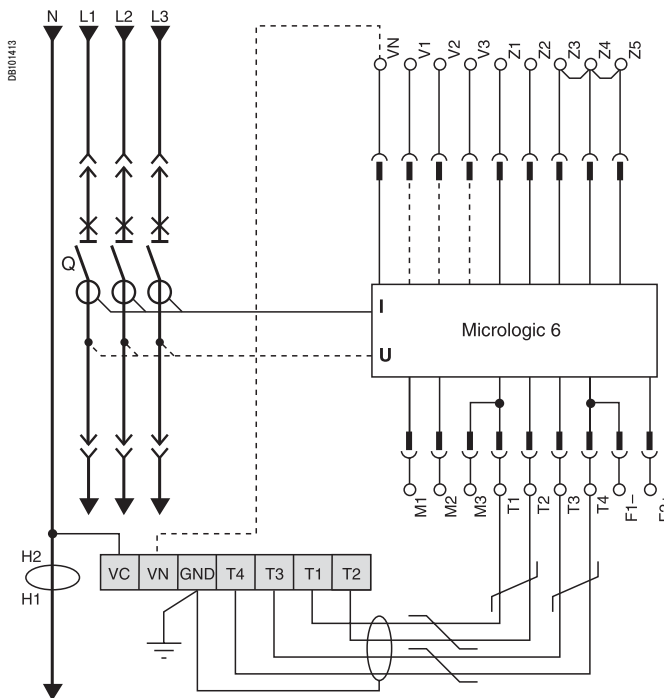 DB101413
N L1 L2 L3
VN V1 V2 V3 Z1 Z2 Z3 Z4 Z5
Q
I
Micrologic 6
U
M1 M2 M3 T1 T2 T3 T4 F1–
H2
VC VN GND T4 T3 T1 T2
H1